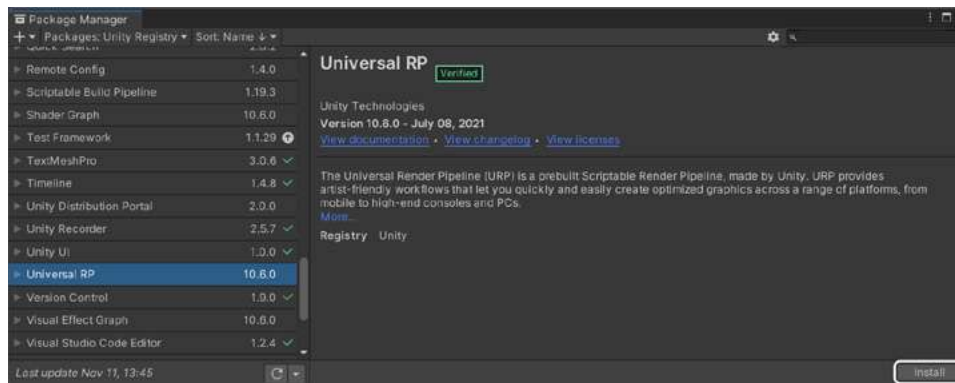 Package Manager
+ Packages: Unity Registry Sort: Name ↓
Quick Search 2.0.2
Remote Config 1.4.0
Scriptable Build Pipeline 1.19.3
Shader Graph 10.6.0
Test Framework 1.1.29
TextMeshPro 3.0.6
Timeline 1.4.8
Unity Distribution Portal 2.0.0
Unity Recorder 2.5.7
Unity UI 1.0.0
Universal RP 10.6.0
Version Control 1.9.0
Visual Effect Graph 10.6.0
Visual Studio Code Editor 1.2.4
Last update Nov 11, 13:45
Universal RP Verified
Unity Technologies
Version 10.6.0 - July 08, 2021
View documentation • View changelog • View licenses
The Universal Render Pipeline (URP) is a prebuilt Scriptable Render Pipeline, made by Unity. URP provides
artist-friendly workflows that let you quickly and easily create optimized graphics across a range of platforms, from
mobile to high-end consoles and PCs.
More...
Registry Unity
Install